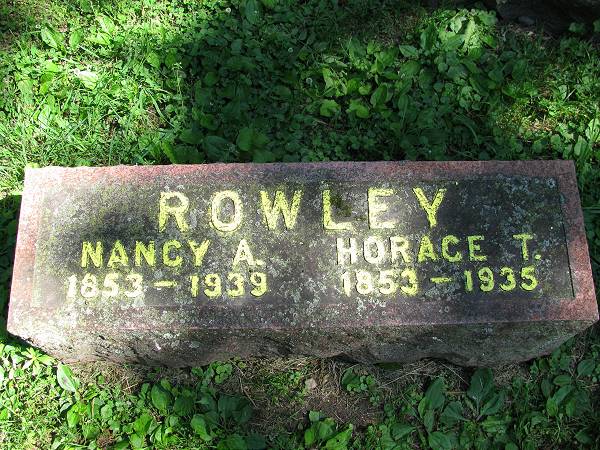 ROWLEY
NANCY A. HORACE T.
1853-1939 1853-1935